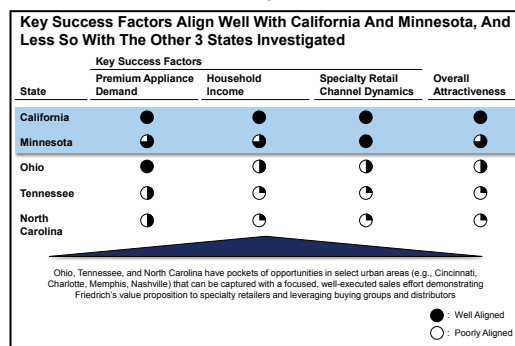 Key Success Factors Align Well With California And Minnesota, And
Less So With The Other 3 States Investigated
Key Success Factors
State
Premium Appliance
Demand
Household
Income
Specialty Retail
Channel Dynamics
Overall
Attractiveness
California
Minnesota
Ohio
Tennessee
North
Carolina
Ohio, Tennessee, and North Carolina have pockets of opportunities in select urban areas (e.g., Cincinnati,
Charlotte, Memphis, Nashville) that can be captured with a focused, well-executed sales effort demonstrating
Friedrich's value proposition to specialty retailers and leveraging buying groups and distributors
: Well Aligned
: Poorly Aligned